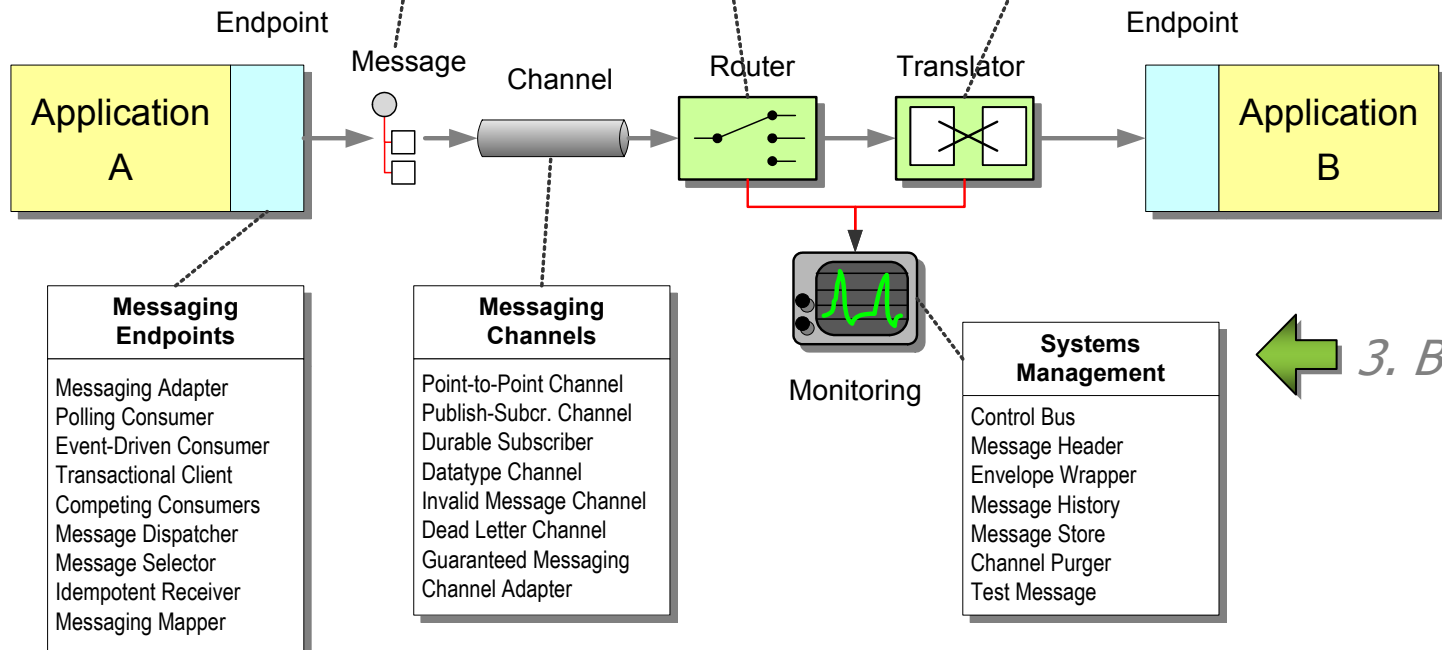 Endpoint
Endpoint
Message
Channel
Router
Translator
Application
A
Application
B
Monitoring
Messaging
Endpoints
Messaging Adapter
Polling Consumer
Event-Driven Consumer
Transactional Client
Competing Consumers
Message Dispatcher
Message Selector
Idempotent Receiver
Messaging Mapper
Messaging
Channels
Point-to-Point Channel
Publish-Subcr. Channel
Durable Subscriber
Datatype Channel
Invalid Message Channel
Dead Letter Channel
Guaranteed Messaging
Channel Adapter
Systems
Management
Control Bus
Message Header
Envelope Wrapper
Message History
Message Store
Channel Purger
Test Message
3. B